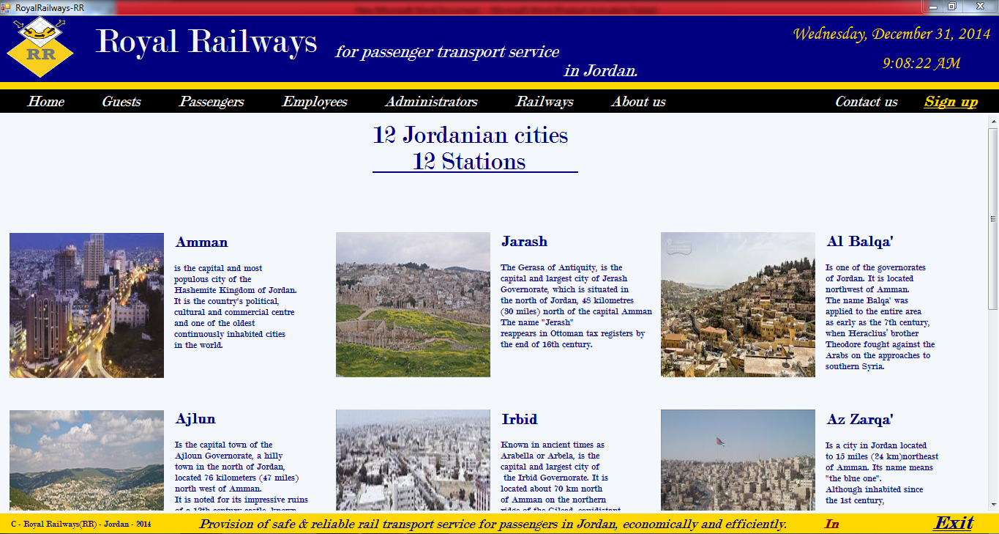 RoyalRailways-RR
RR
Royal Railways
for passenger transport service
in Jordan.
Wednesday, December 31, 2014
9:08:22 AM
Home Guests Passengers Employees Administrators Railways About us Contact us Sign up
12 Jordanian cities
12 Stations
Amman
is the capital and most
populous city of the
Hashemite Kingdom of Jordan.
It is the country's political,
cultural and commercial centre
and one of the oldest
continuously inhabited cities
in the world.
Jarash
The Gerasa of Antiquity, is the
capital and largest city of Jerash
Governorate, which is situated in
the north of Jordan, 48 kilometres
(30 miles) north of the capital Amman
The name "Jerash"
reappears in Ottoman tax registers by
the end of 16th century.
Al Balqa'
Is one of the governorates
of Jordan. It is located
northwest of Amman.
The name Balqa' was
applied to the entire area
as early as the 7th century,
when Heraclius' brother
Theodore fought against the
Arabs on the approaches to
southern Syria.
Ajlun
Is the capital town of the
Ajloun Governorate, a hilly
town in the north of Jordan,
located 76 kilometers (47 miles)
north west of Amman.
It is noted for its impressive ruins
of a 12th century castle, known
Irbid
Known in ancient times as
Arabella or Arbela, is the
capital and largest city of
the Irbid Governorate. It is
located about 70 km north
of Amman on the northern
ridge of the Gilead, equidistant
Az Zarqa'
Is a city in Jordan located
to 15 miles (24 km)northeast
of Amman. Its name means
"the blue one".
Although inhabited since
the 1st century,
C - Royal Railways(RR) - Jordan - 2014
Provision of safe & reliable rail transport service for passengers in Jordan, economically and efficiently.
In
Exit